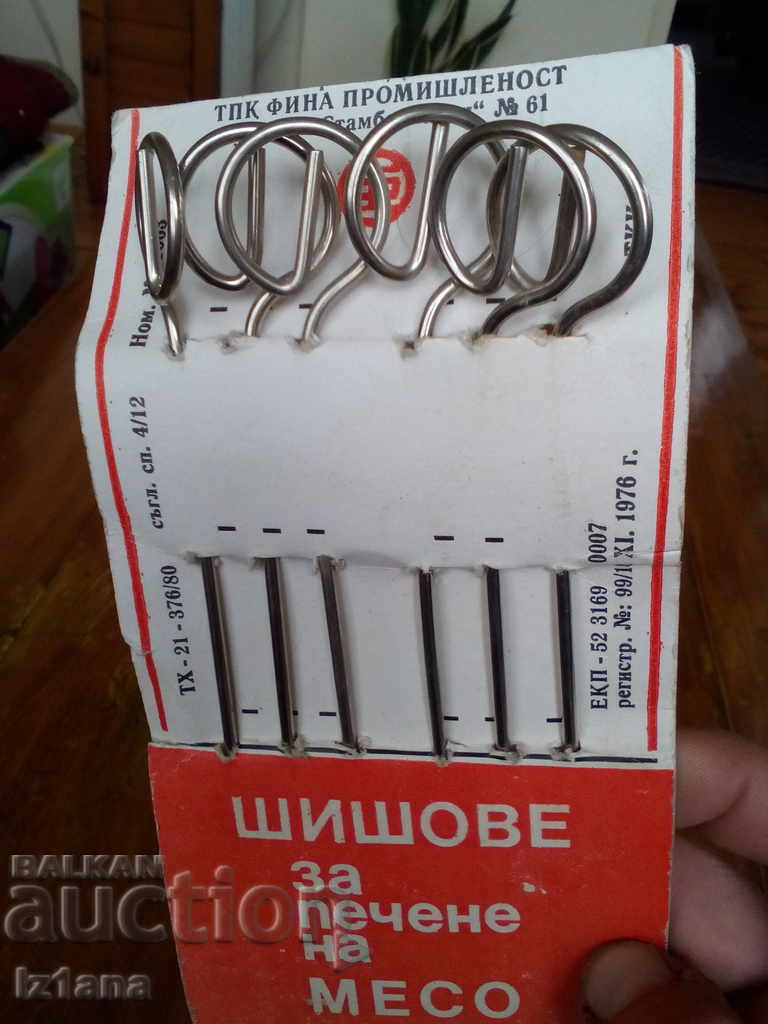 ТПК ФИНА ПРОМИШЛЕНОСТ
№ 61
Ном.
съгл. сп. 4/12
ТХ - 21 - 376/80
ЕКП - 52 3169 0007
регистр. №: 99/1 XI. 1976 г.
ШИШОВЕ
за
печене
на
МЕСО
BALKAN
auction
Iz1ana